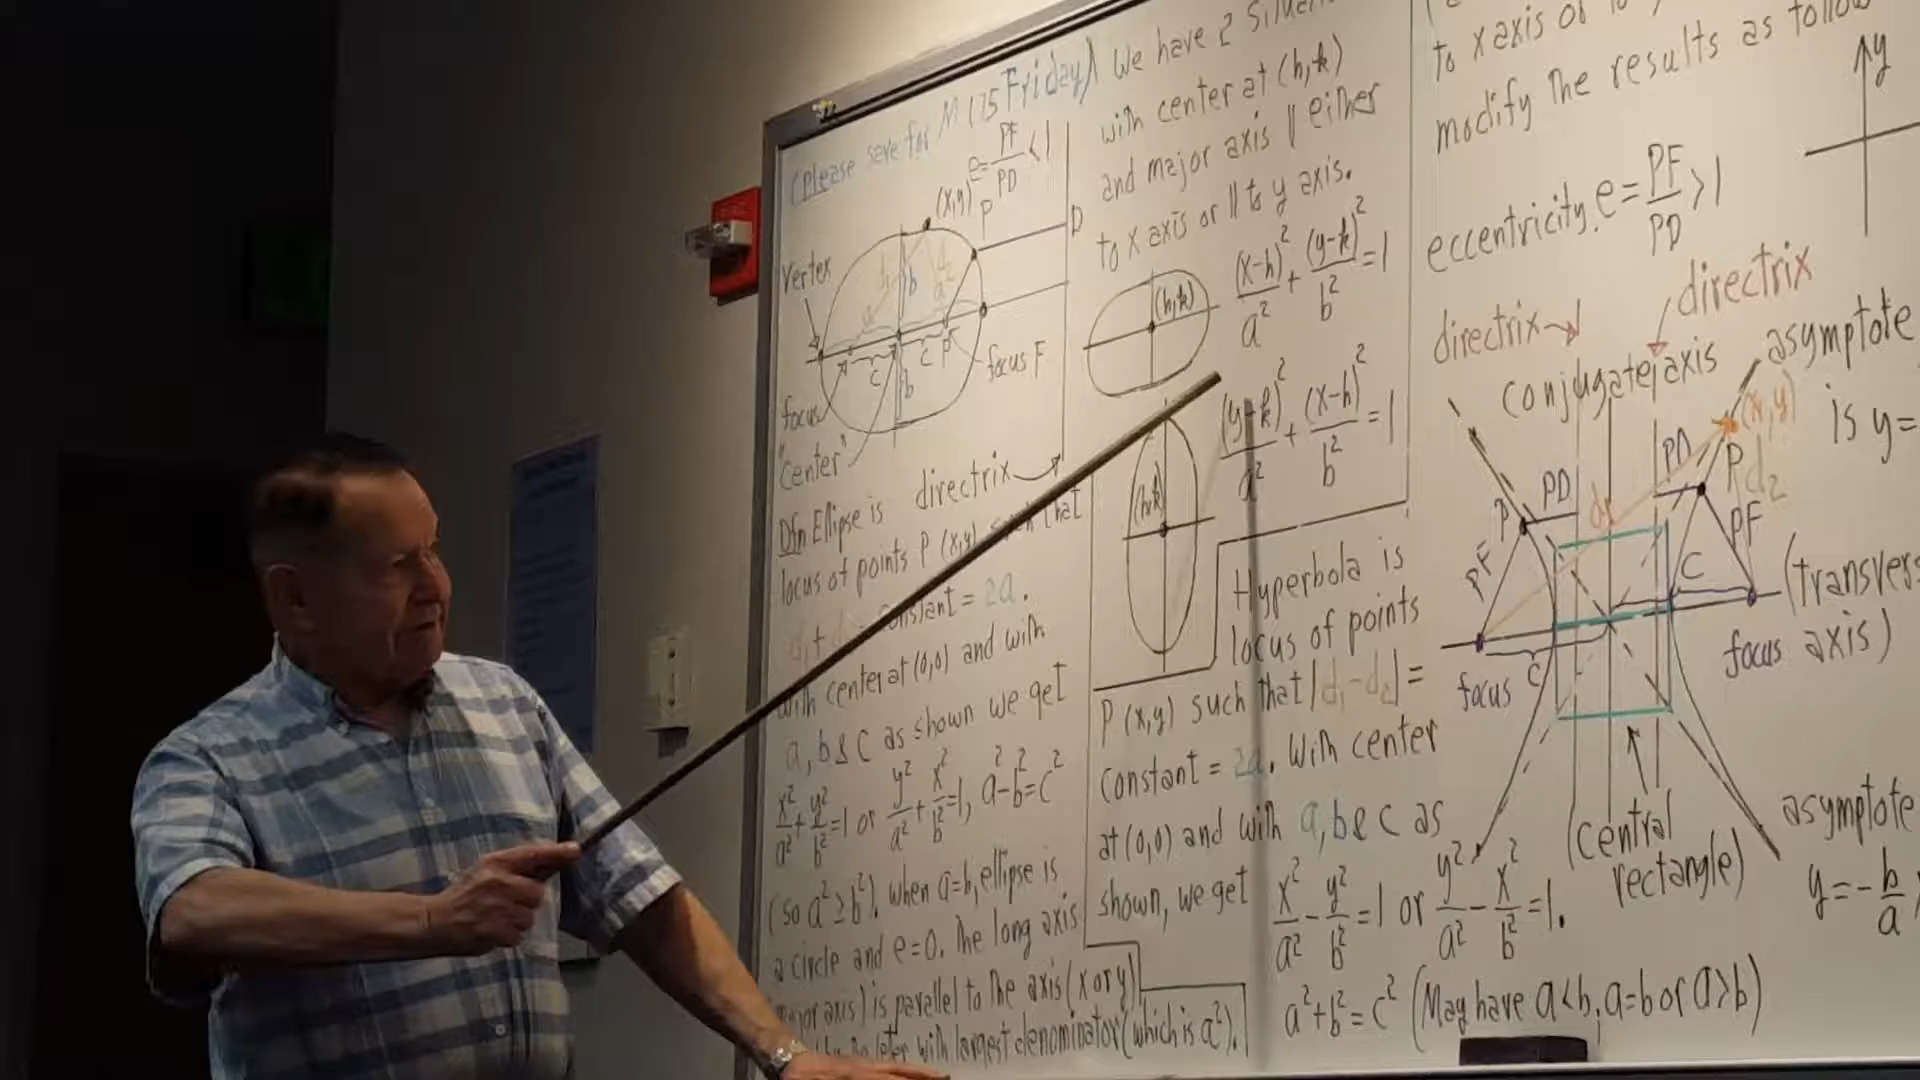 (Please save for M 175 Friday)
e = PF/PD < 1
(x,y)
P
D
Vertex
d₁
b
d₂
a
a
c
c
F
b
focus F
focus
"Center"
directrix
Dfn Ellipse is
locus of points P (x,y) such that
d₁ + constant = 2a.
with center at (0,0) and with
a, b & c as shown we get
x²/a² + y²/b² = 1 or y²/a² + x²/b² = 1, a²-b²=c²
(so a² ≥ b²). When a=b, ellipse is
a circle and e=0. The long axis
major axis) is parallel to the axis (x or y)
with largest denominator (which is a²).
We have 2
with center at (h,k)
and major axis || either
to x axis or || to y axis.
(h,k)
(x-h)²/a² + (y-k)²/b² = 1
(h,k)
(y-k)²/a² + (x-h)²/b² = 1
Hyperbola is
locus of points
P (x,y) such that |d₁-d₂| =
constant = 2a. With center
at (0,0) and with a, b & c as
shown, we get x²/a² - y²/b² = 1 or y²/a² - x²/b² = 1.
a²+b²=c² (May have a<b, a=b or a>b)
to x axis or
modify the results as follow
y
eccentricity, e = PF/PD > 1
directrix
directrix
conjugate axis
asymptote
(x,y)
is y=
PD
P
d₂
PD
P
d₁
PF
PF
C
(transvers
axis)
focus
focus
C
(central
rectangle)
asymptote
y = -b/a